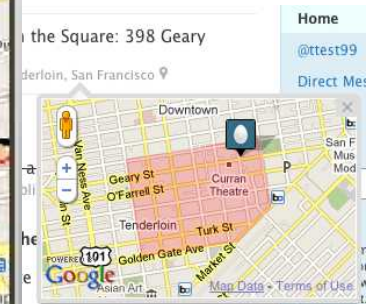 Home
the Square: 398 Geary
@ttest99
derloin, San Francisco
Direct Mes
Downtown
San F
Mus
Mod
Van Ness Ave
Geary St
O'Farrell St
Curran
Theatre
P
Tenderloin
Turk St
Golden Gate Ave
Market St
POWERED
101
Google
Asian Art
Map Data - Terms of Use